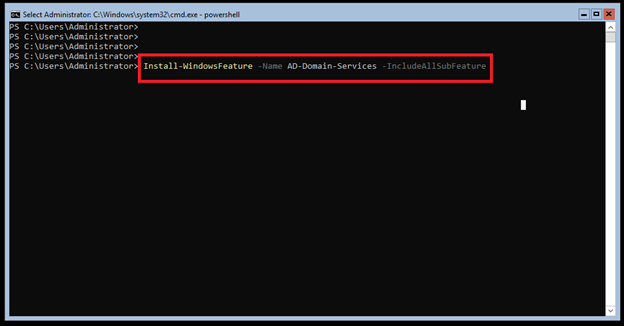 Select Administrator: C:\Windows\system32\cmd.exe - powershell
PS C:\Users\Administrator>
PS C:\Users\Administrator>
PS C:\Users\Administrator>
PS C:\Users\Administrator>
PS C:\Users\Administrator> Install-WindowsFeature -Name AD-Domain-Services -IncludeAllSubFeature